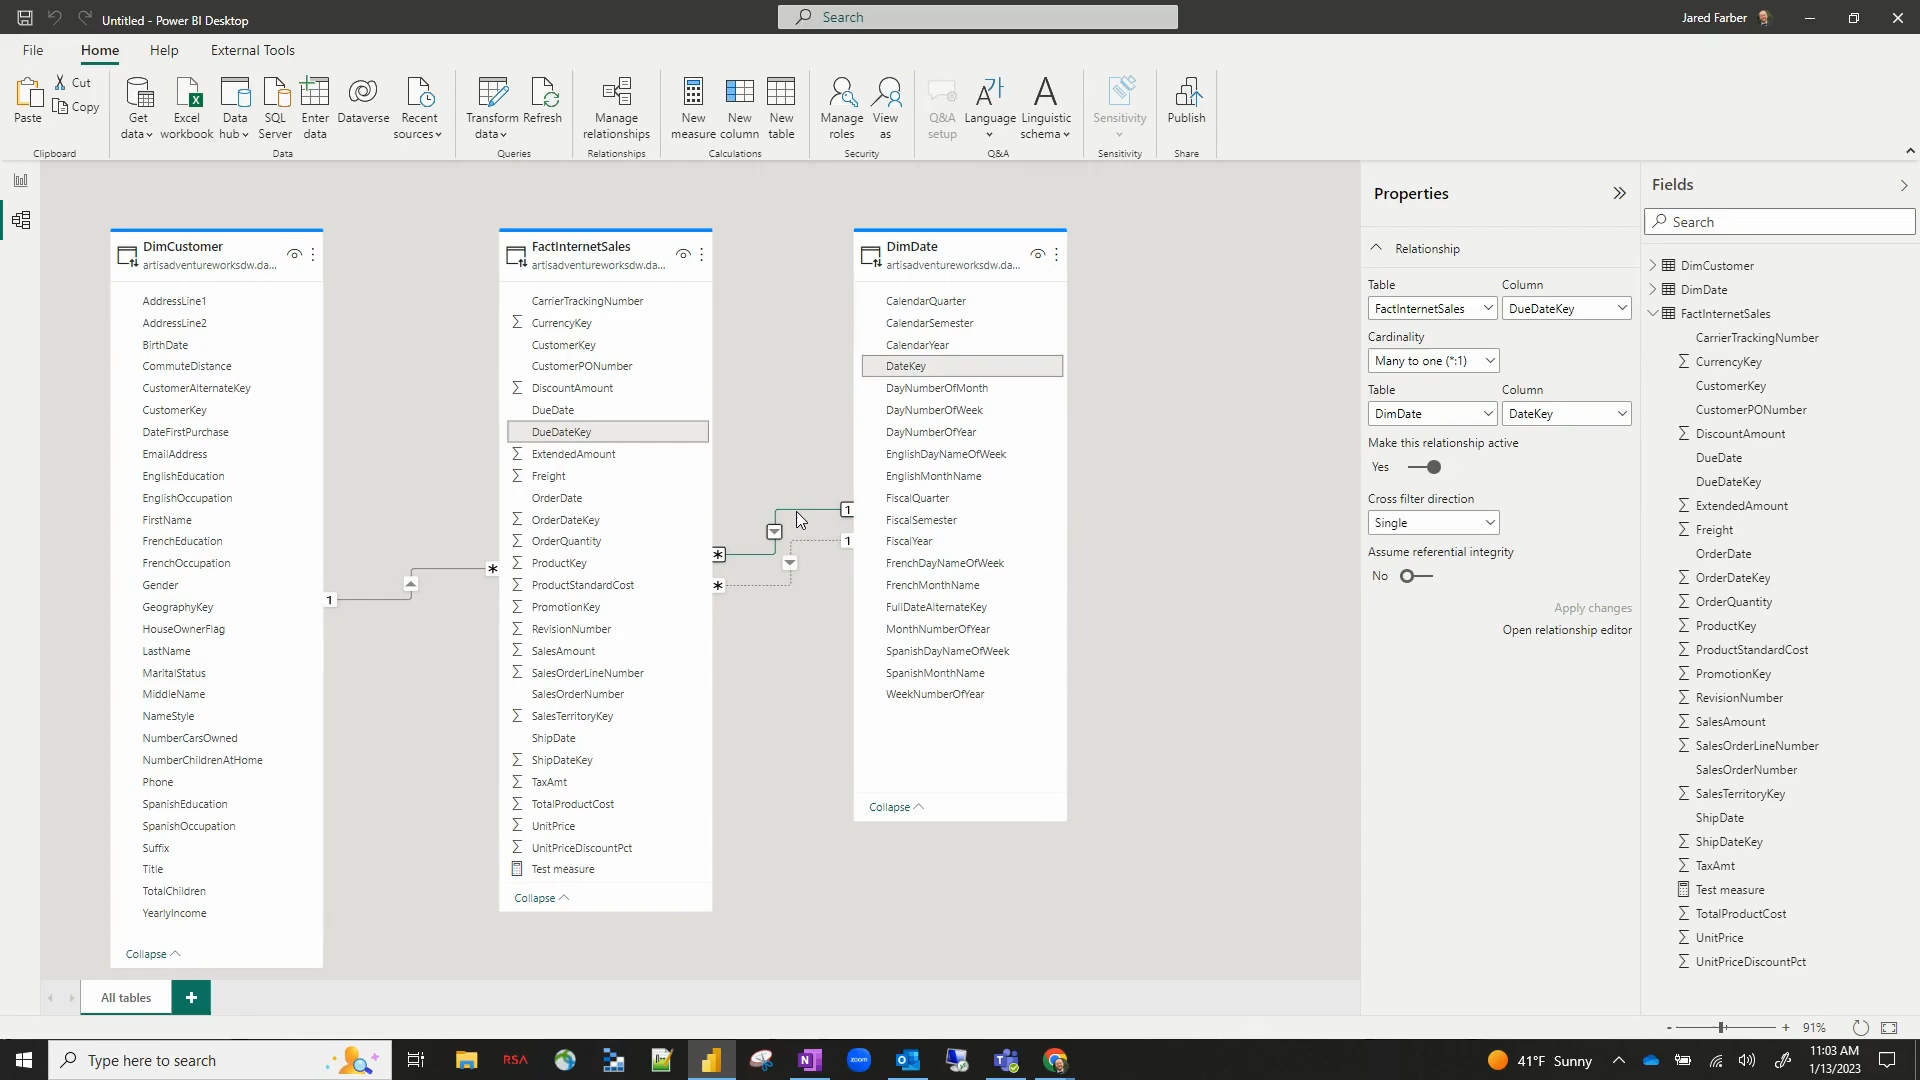 Untitled - Power BI Desktop
Search
Jared Farber
File
Home
Help
External Tools
Paste
Cut
Copy
Clipboard
Get data
Excel workbook
Data hub
SQL Server
Enter data
Dataverse
Recent sources
Data
Transform data
Refresh
Queries
Manage relationships
Relationships
New measure
New column
New table
Calculations
Manage roles
View as
Security
Q&A setup
Language
Linguistic schema
Q&A
Sensitivity
Sensitivity
Publish
Share
DimCustomer
artisadventureworksdw.da...
AddressLine1
AddressLine2
BirthDate
CommuteDistance
CustomerAlternateKey
CustomerKey
DateFirstPurchase
EmailAddress
EnglishEducation
EnglishOccupation
FirstName
FrenchEducation
FrenchOccupation
Gender
GeographyKey
HouseOwnerFlag
LastName
MaritalStatus
MiddleName
NameStyle
NumberCarsOwned
NumberChildrenAtHome
Phone
SpanishEducation
SpanishOccupation
Suffix
Title
TotalChildren
YearlyIncome
Collapse
1
*
FactInternetSales
artisadventureworksdw.da...
CarrierTrackingNumber
CurrencyKey
CustomerKey
CustomerPONumber
DiscountAmount
DueDate
DueDateKey
ExtendedAmount
Freight
OrderDate
OrderDateKey
OrderQuantity
ProductKey
ProductStandardCost
PromotionKey
RevisionNumber
SalesAmount
SalesOrderLineNumber
SalesOrderNumber
SalesTerritoryKey
ShipDate
ShipDateKey
TaxAmt
TotalProductCost
UnitPrice
UnitPriceDiscountPct
Test measure
Collapse
*
1
*
1
DimDate
artisadventureworksdw.da...
CalendarQuarter
CalendarSemester
CalendarYear
DateKey
DayNumberOfMonth
DayNumberOfWeek
DayNumberOfYear
EnglishDayNameOfWeek
EnglishMonthName
FiscalQuarter
FiscalSemester
FiscalYear
FrenchDayNameOfWeek
FrenchMonthName
FullDateAlternateKey
MonthNumberOfYear
SpanishDayNameOfWeek
SpanishMonthName
WeekNumberOfYear
Collapse
Properties
Relationship
Table Column
FactInternetSales DueDateKey
Cardinality
Many to one (*:1)
Table Column
DimDate DateKey
Make this relationship active
Yes
Cross filter direction
Single
Assume referential integrity
No
Apply changes
Open relationship editor
Fields
Search
DimCustomer
DimDate
FactInternetSales
CarrierTrackingNumber
CurrencyKey
CustomerKey
CustomerPONumber
DiscountAmount
DueDate
DueDateKey
ExtendedAmount
Freight
OrderDate
OrderDateKey
OrderQuantity
ProductKey
ProductStandardCost
PromotionKey
RevisionNumber
SalesAmount
SalesOrderLineNumber
SalesOrderNumber
SalesTerritoryKey
ShipDate
ShipDateKey
TaxAmt
Test measure
TotalProductCost
UnitPrice
UnitPriceDiscountPct
All tables
+
- + 91%
Type here to search
RSA
zoom
41°F Sunny
11:03 AM
1/13/2023